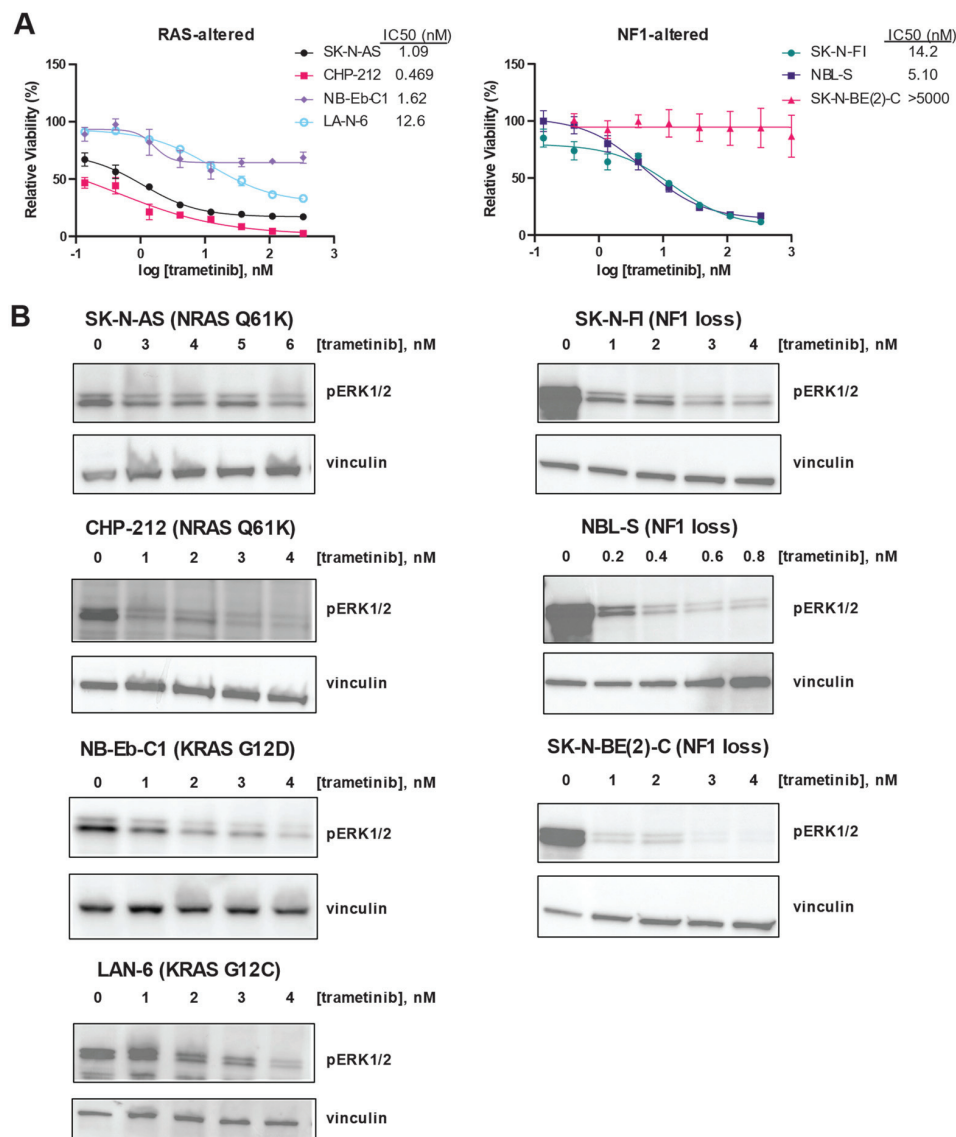 A
RAS-altered
IC50 (nM)
SK-N-AS 1.09
CHP-212 0.469
NB-Eb-C1 1.62
LA-N-6 12.6
Relative Viability (%)
150
100
50
0
-1 0 1 2 3
log [trametinib], nM
NF1-altered
IC50 (nM)
SK-N-FI 14.2
NBL-S 5.10
SK-N-BE(2)-C >5000
Relative Viability (%)
150
100
50
0
-1 0 1 2 3
log [trametinib], nM
B
SK-N-AS (NRAS Q61K)
0 3 4 5 6 [trametinib], nM
pERK1/2
vinculin
CHP-212 (NRAS Q61K)
0 1 2 3 4 [trametinib], nM
pERK1/2
vinculin
NB-Eb-C1 (KRAS G12D)
0 1 2 3 4 [trametinib], nM
pERK1/2
vinculin
LAN-6 (KRAS G12C)
0 1 2 3 4 [trametinib], nM
pERK1/2
vinculin
SK-N-FI (NF1 loss)
0 1 2 3 4 [trametinib], nM
pERK1/2
vinculin
NBL-S (NF1 loss)
0 0.2 0.4 0.6 0.8 [trametinib], nM
pERK1/2
vinculin
SK-N-BE(2)-C (NF1 loss)
0 1 2 3 4 [trametinib], nM
pERK1/2
vinculin